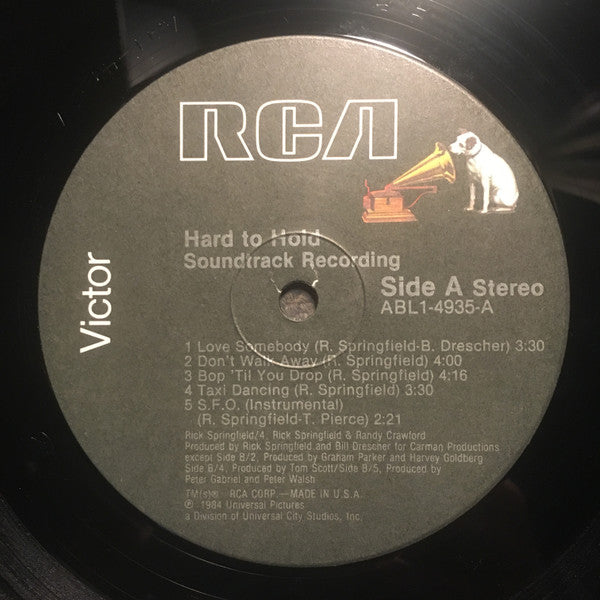 RCA
Victor
Hard to Hold
Soundtrack Recording
Side A Stereo
ABL1-4935-A
1 Love Somebody (R. Springfield-B. Drescher) 3:30
2 Don't Walk Away (R. Springfield) 4:00
3 Bop 'Til You Drop (R. Springfield) 4:16
4 Taxi Dancing (R. Springfield) 3:30
5 S.F.O. (Instrumental)
(R. Springfield-T. Pierce) 2:21
Rick Springfield/4, Rick Springfield & Randy Crawford
Produced by Rick Springfield and Bill Drescher for Carman Productions
except Side B/2, Produced by Graham Parker and Harvey Goldberg
Side B/4, Produced by Tom Scott/Side B/5, Produced by
Peter Gabriel and Peter Walsh
TM(s)® RCA CORP.—MADE IN U.S.A.
℗ 1984 Universal Pictures
a Division of Universal City Studios, Inc.